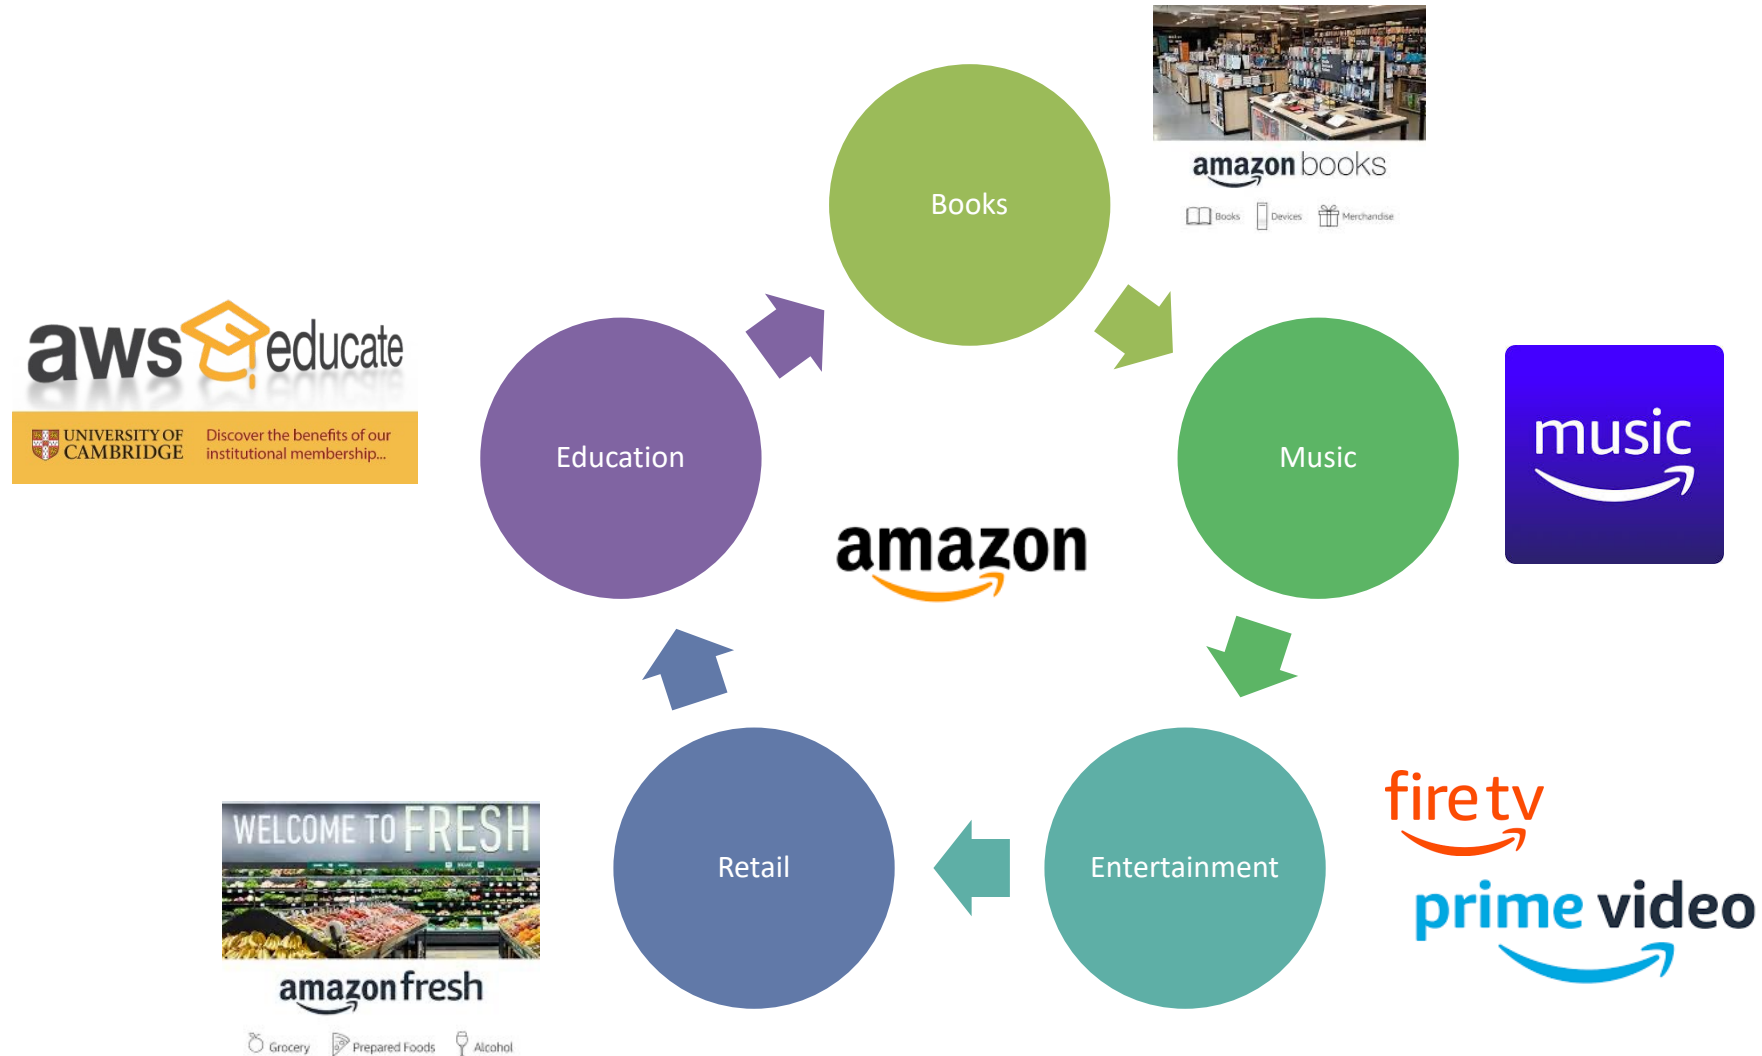 Books
amazon books
Books Devices Merchandise
aws educate
UNIVERSITY OF
CAMBRIDGE
Discover the benefits of our
institutional membership...
Education
Music
music
amazon
fire tv
prime video
Retail
Entertainment
WELCOME TO FRESH
amazon fresh
Grocery Prepared Foods Alcohol